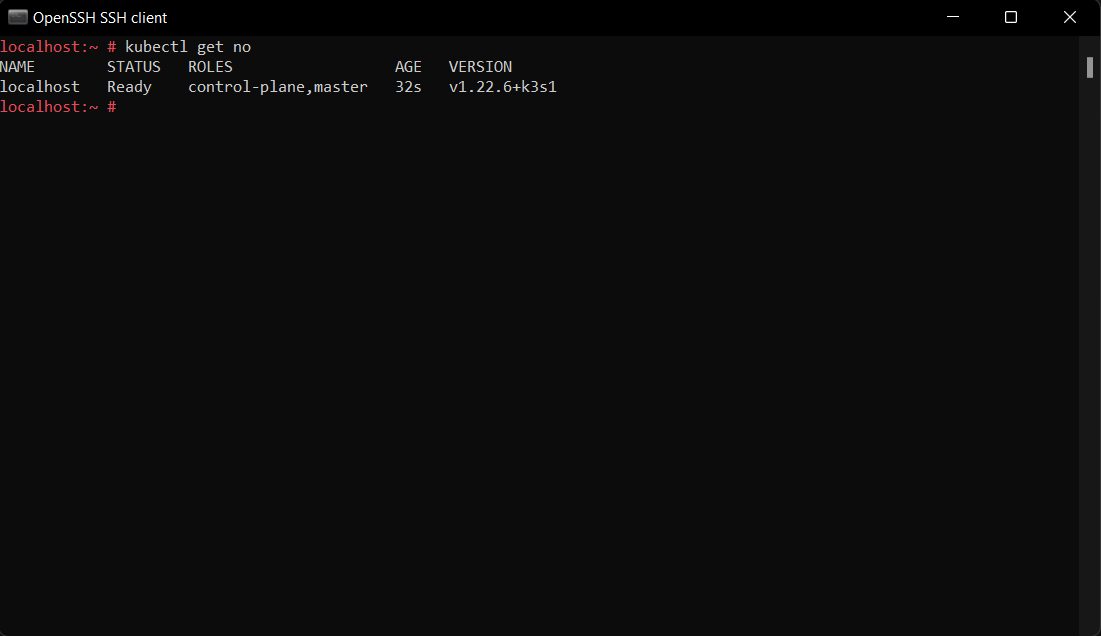 OpenSSH SSH client
localhost:~ # kubectl get no
NAME        STATUS   ROLES                  AGE   VERSION
localhost   Ready    control-plane,master   32s   v1.22.6+k3s1
localhost:~ #